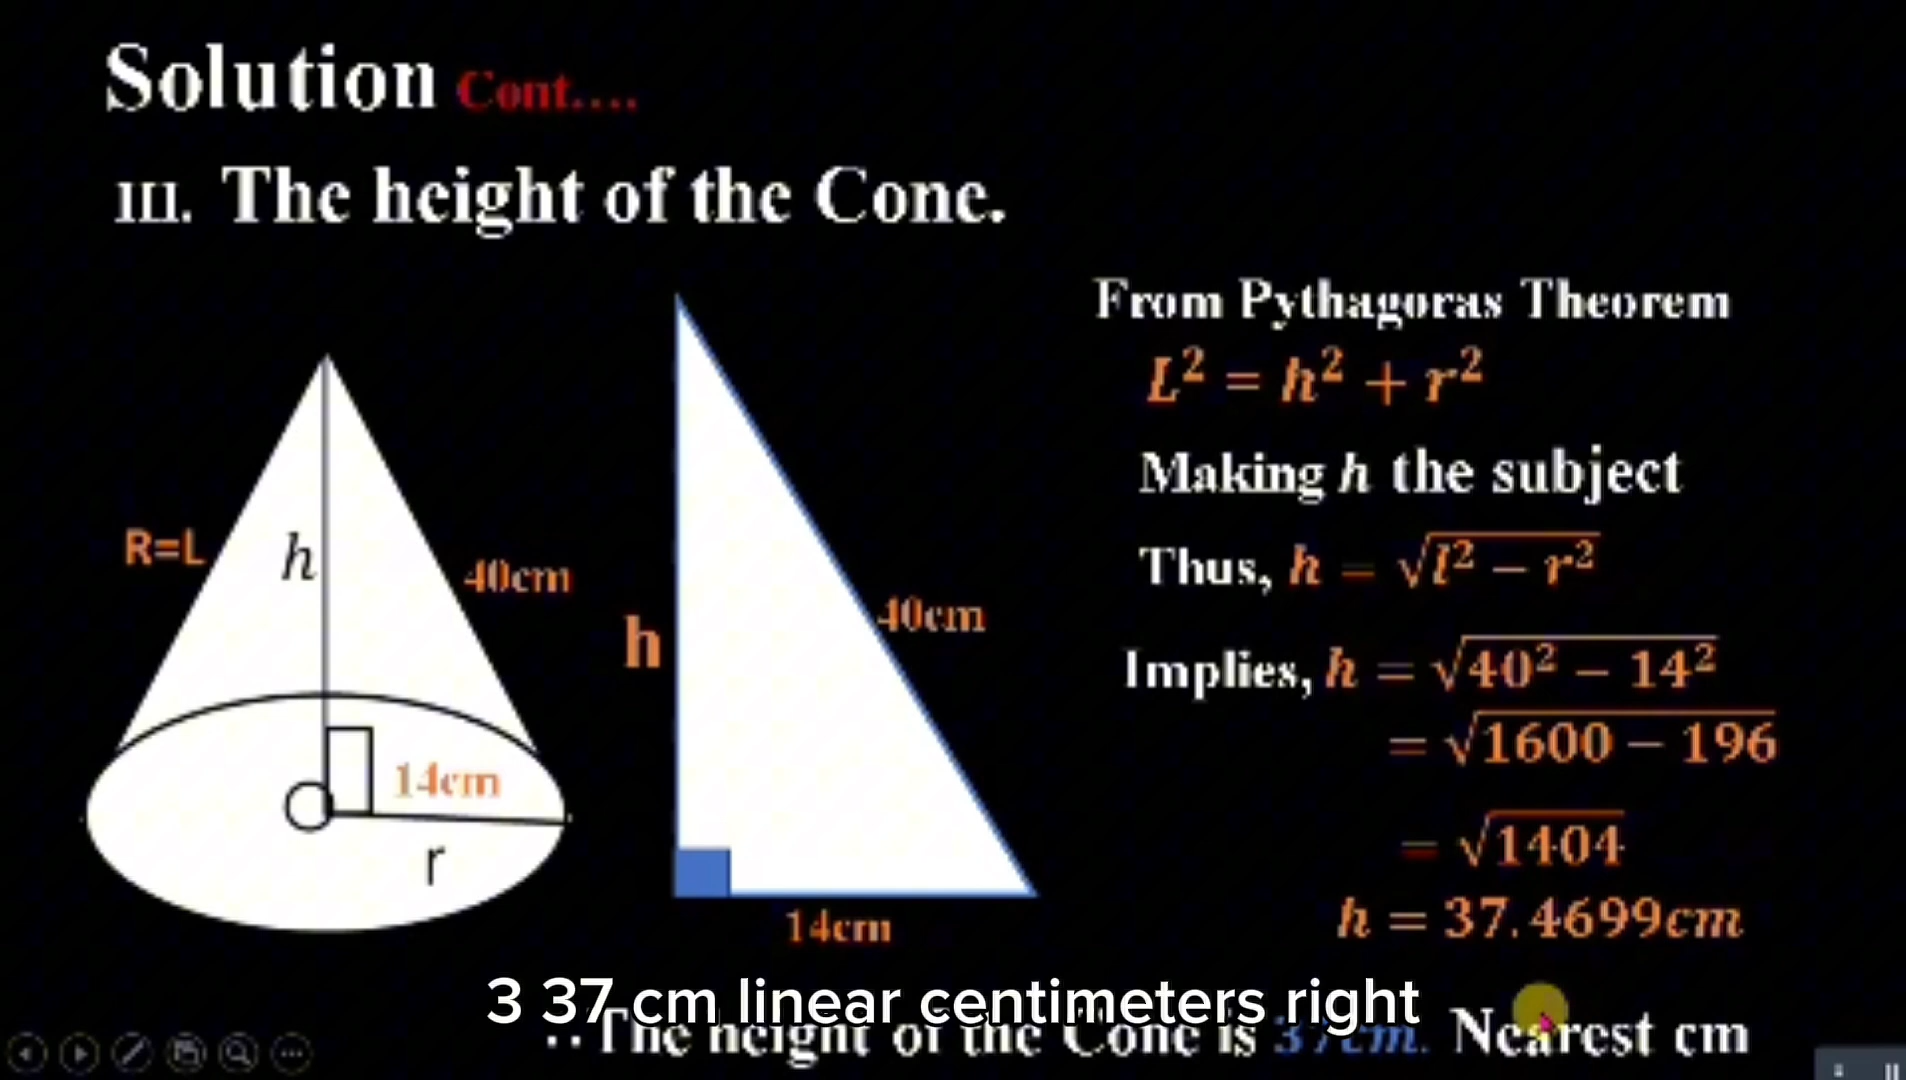 Solution Cont....
III. The height of the Cone.
From Pythagoras Theorem
L² = h² + r²
Making h the subject
Thus, h = √l² − r²
Implies, h = √40² − 14²
= √1600 − 196
= √1404
h = 37.4699cm
R=L
h
40cm
14cm
r
h
40cm
14cm
3 37 cm linear centimeters right
∴ The height of the Cone is 37cm. Nearest cm